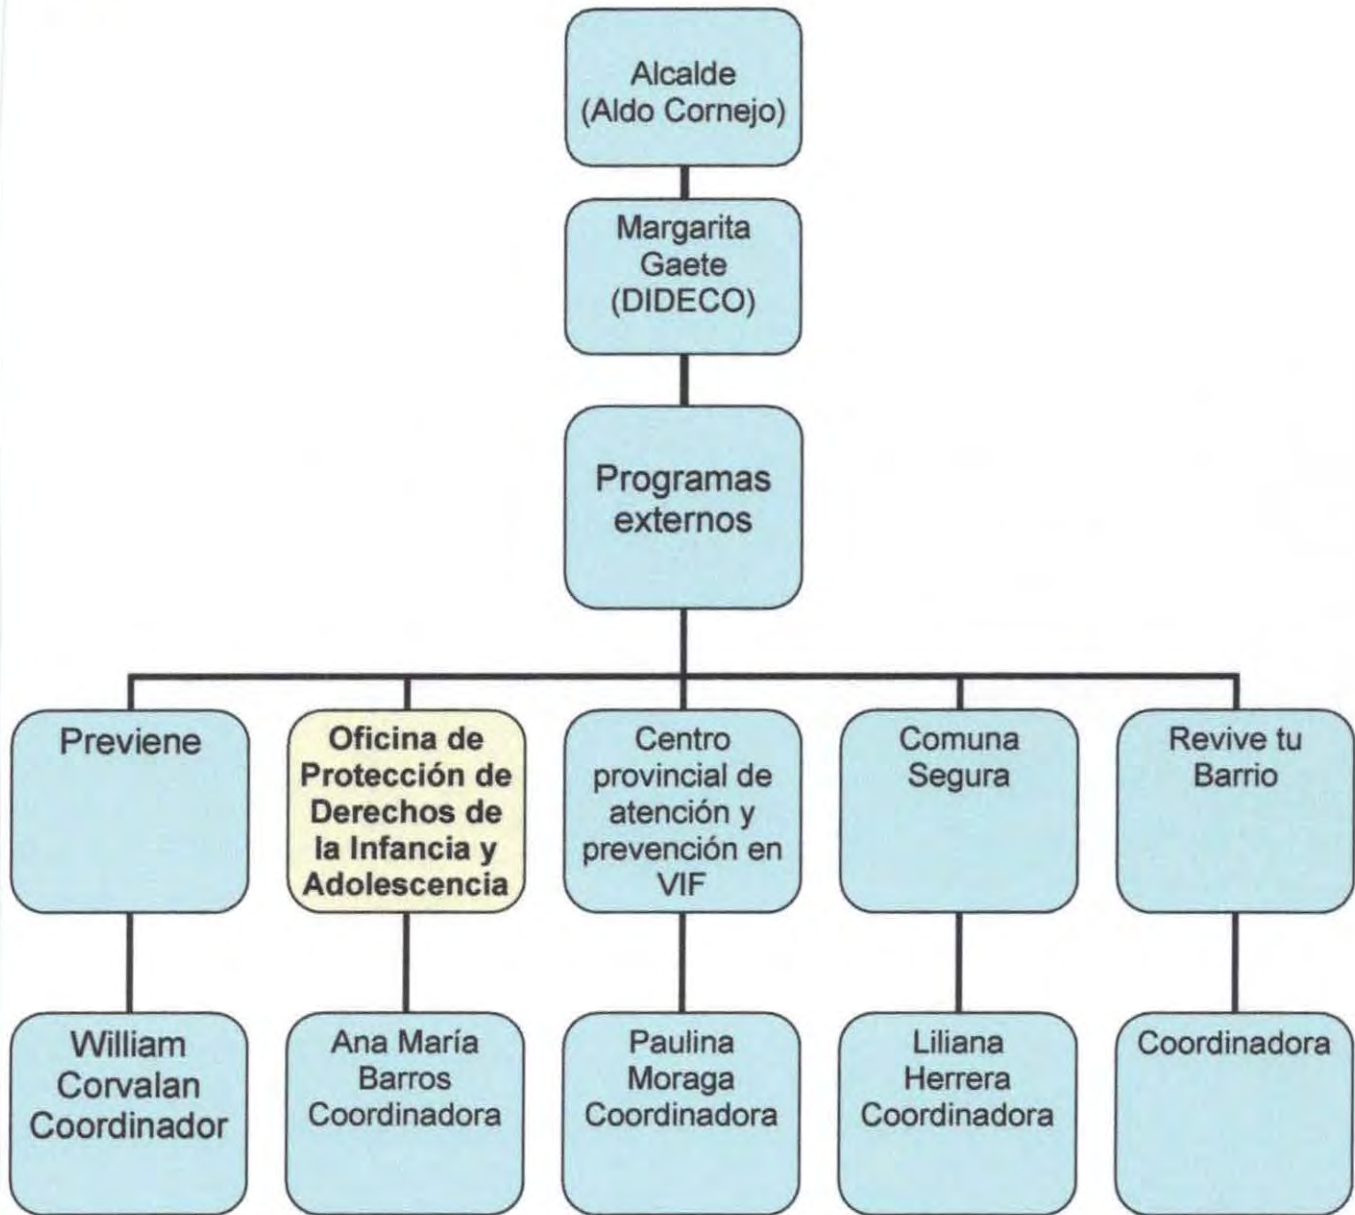 Alcalde
(Aldo Cornejo)
Margarita
Gaete
(DIDECO)
Programas
externos
Previene
Oficina de
Protección de
Derechos de
la Infancia y
Adolescencia
Centro
provincial de
atención y
prevención en
VIF
Comuna
Segura
Revive tu
Barrio
William
Corvalan
Coordinador
Ana María
Barros
Coordinadora
Paulina
Moraga
Coordinadora
Liliana
Herrera
Coordinadora
Coordinadora